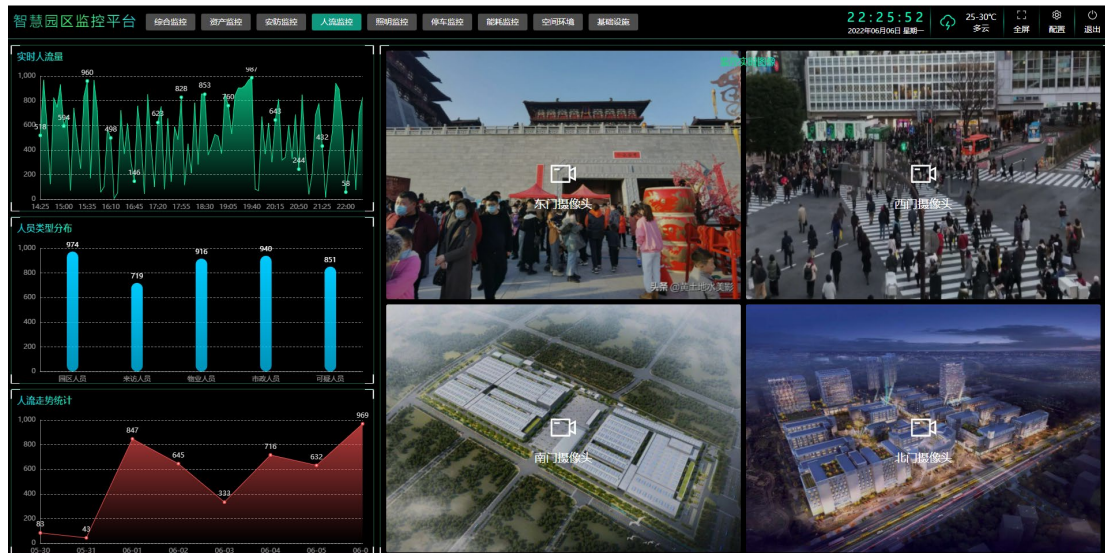 智慧园区监控平台
综合监控 资产监控 安防监控 人流监控 照明监控 停车监控 能耗监控 空间环境 基础设施
22:25:52
2022年06月06日 星期一
25-30℃
多云
全屏
配置
退出
实时人流量
1,000
800
600
400
200
0
518 594 960 498 146 623 828 853 760 987 643 244 432 58
14:25 15:00 15:35 16:10 16:45 17:20 17:55 18:30 19:05 19:40 20:15 20:50 21:25 22:00
人员类型分布
1,000
800
600
400
200
0
974 719 916 940 851
园区人员 来访人员 物业人员 市政人员 可疑人员
人流走势统计
1,000
800
600
400
200
0
83 43 847 645 333 716 632 969
05-30 05-31 06-01 06-02 06-03 06-04 06-05 06-0
东门摄像头
头条 @黄土地水美影
西门摄像头
南门摄像头
北门摄像头